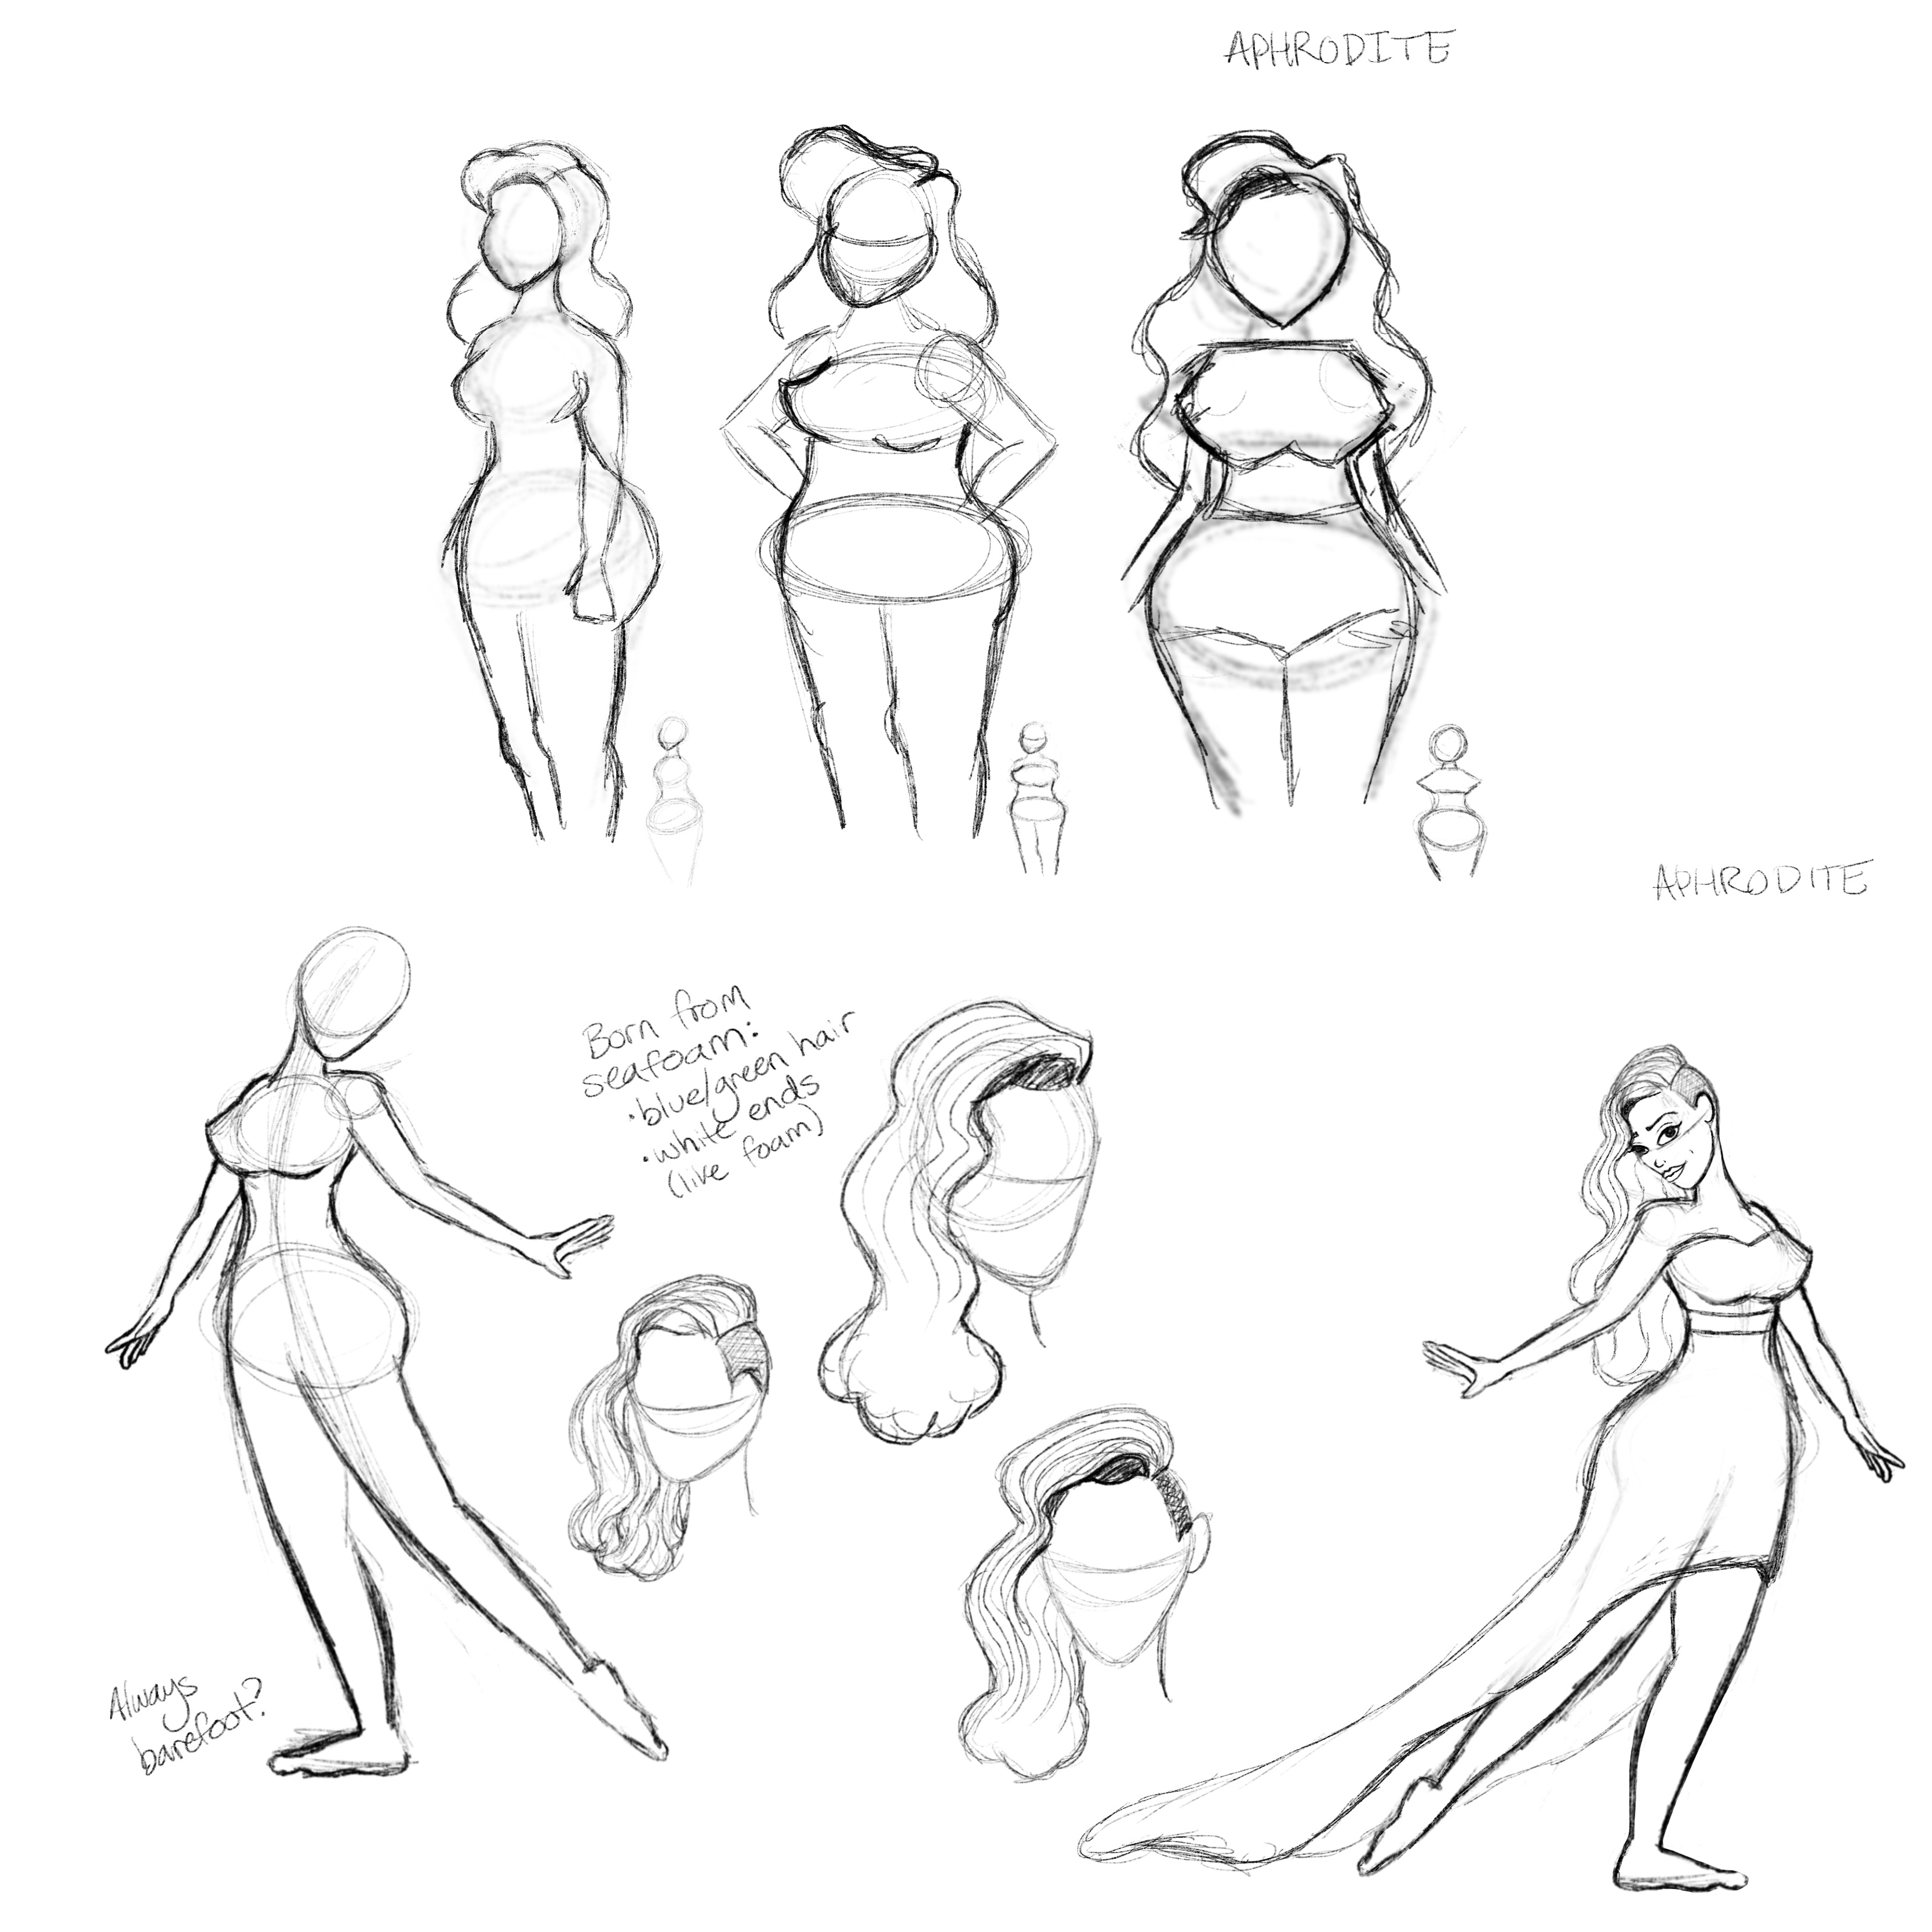 APHRODITE
APHRODITE
Born from
seafoam:
•blue/green hair
•white ends
(like foam)
Always
barefoot?